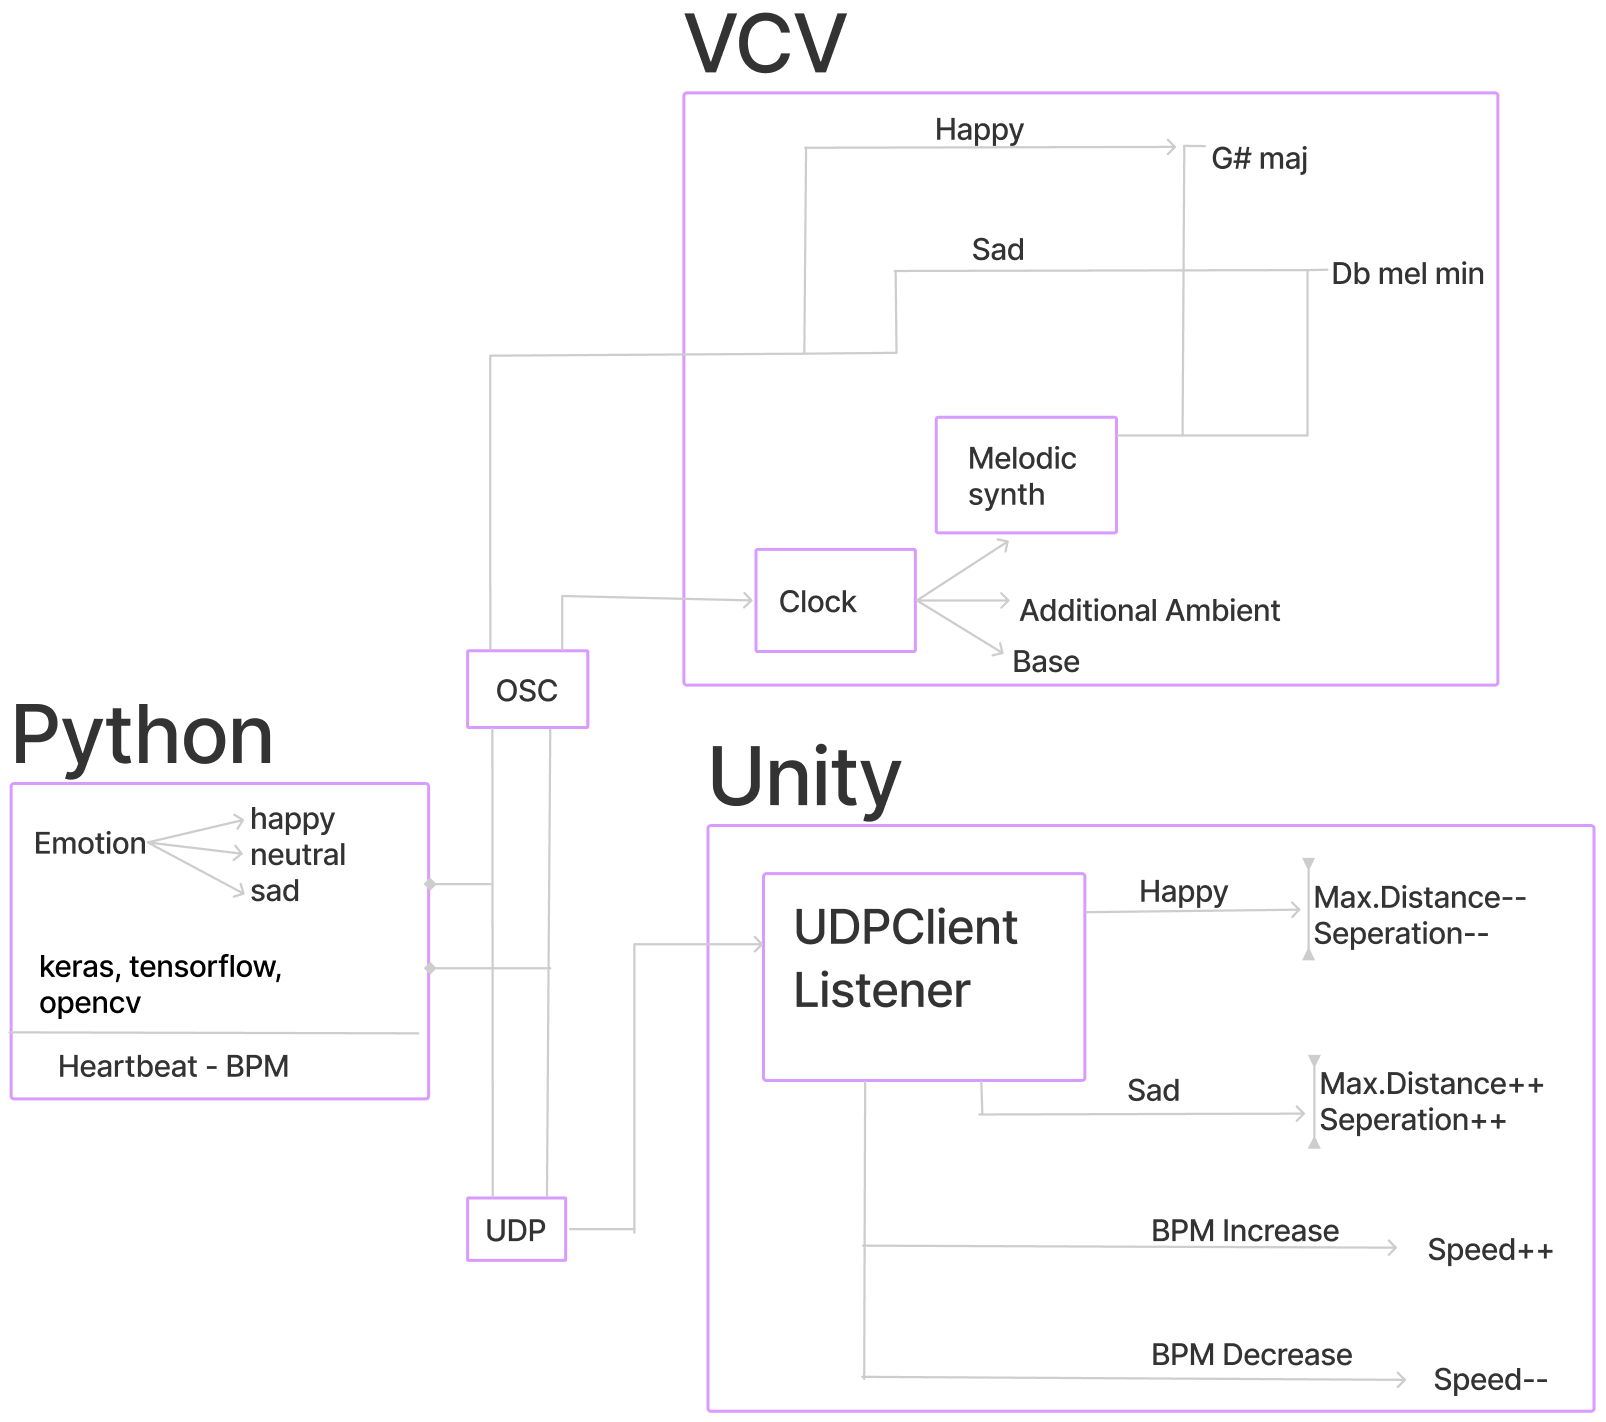 VCV
Happy
G# maj
Sad
Db mel min
Melodic
synth
Clock
Additional Ambient
Base
OSC
Python
Emotion
happy
neutral
sad
keras, tensorflow,
opencv
Heartbeat - BPM
UDP
Unity
UDPClient
Listener
Happy
Max.Distance--
Seperation--
Sad
Max.Distance++
Seperation++
BPM Increase
Speed++
BPM Decrease
Speed--